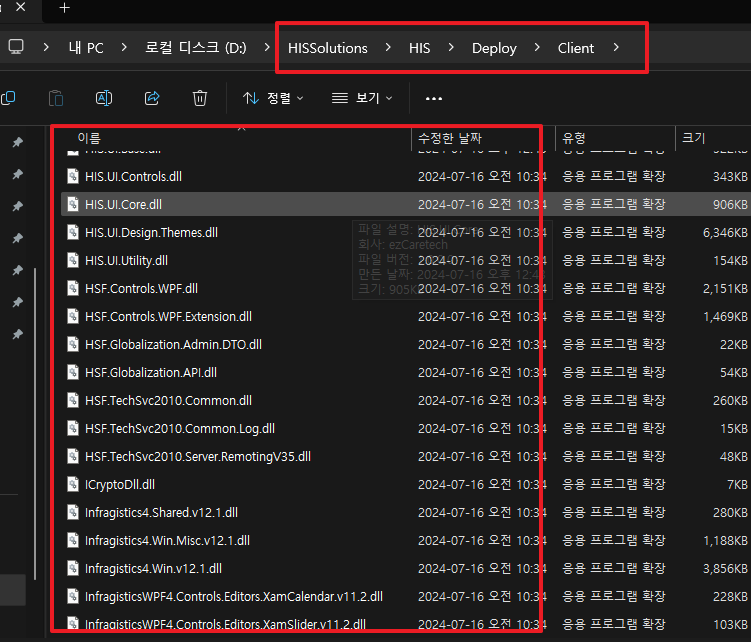 내 PC > 로컬 디스크 (D:) > HISSolutions > HIS > Deploy > Client >
정렬 보기
이름 수정한 날짜 유형 크기
HIS.UI.Base.dll
HIS.UI.Controls.dll 2024-07-16 오전 10:34 응용 프로그램 확장 343KB
HIS.UI.Core.dll 2024-07-16 오전 10:34 응용 프로그램 확장 906KB
HIS.UI.Design.Themes.dll 2024-07-16 오전 10:34 응용 프로그램 확장 6,346KB
HIS.UI.Utility.dll 2024-07-16 오전 10:34 응용 프로그램 확장 154KB
HSF.Controls.WPF.dll 2024-07-16 오전 10:34 응용 프로그램 확장 2,151KB
HSF.Controls.WPF.Extension.dll 2024-07-16 오전 10:34 응용 프로그램 확장 1,469KB
HSF.Globalization.Admin.DTO.dll 2024-07-16 오전 10:34 응용 프로그램 확장 22KB
HSF.Globalization.API.dll 2024-07-16 오전 10:34 응용 프로그램 확장 54KB
HSF.TechSvc2010.Common.dll 2024-07-16 오전 10:34 응용 프로그램 확장 260KB
HSF.TechSvc2010.Common.Log.dll 2024-07-16 오전 10:34 응용 프로그램 확장 15KB
HSF.TechSvc2010.Server.RemotingV35.dll 2024-07-16 오전 10:34 응용 프로그램 확장 48KB
ICryptoDll.dll 2024-07-16 오전 10:34 응용 프로그램 확장 7KB
Infragistics4.Shared.v12.1.dll 2024-07-16 오전 10:34 응용 프로그램 확장 280KB
Infragistics4.Win.Misc.v12.1.dll 2024-07-16 오전 10:34 응용 프로그램 확장 1,188KB
Infragistics4.Win.v12.1.dll 2024-07-16 오전 10:34 응용 프로그램 확장 3,856KB
InfragisticsWPF4.Controls.Editors.XamCalendar.v11.2.dll 2024-07-16 오전 10:34 응용 프로그램 확장 228KB
InfragisticsWPF4.Controls.Editors.XamSlider.v11.2.dll 2024-07-16 오전 10:34 응용 프로그램 확장 103KB
파일 설명:
회사: ezCaretech
파일 버전:
만든 날짜: 2024-07-16 오후
크기: 905K